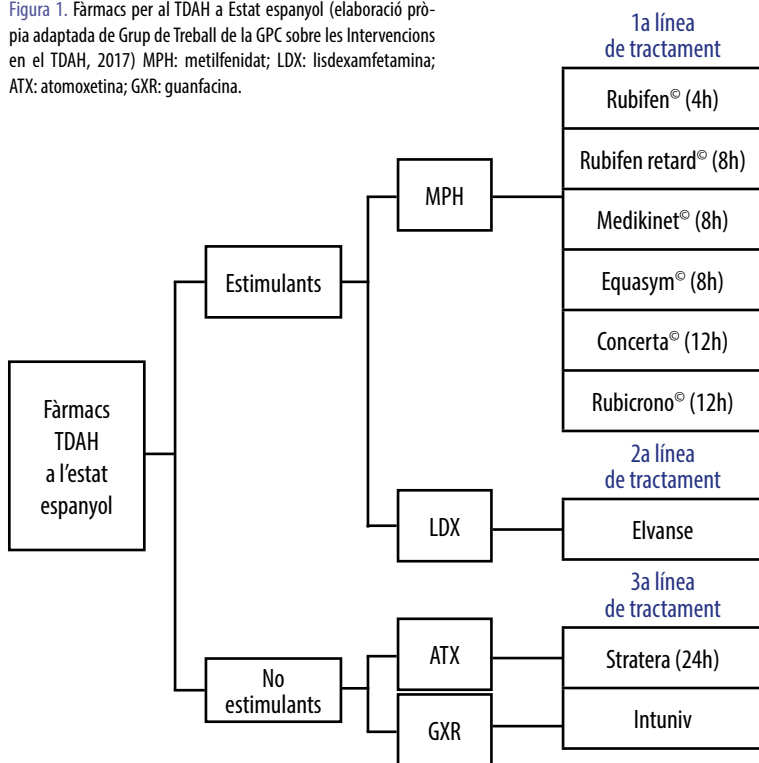 Figura 1. Fàrmacs per al TDAH a Estat espanyol (elaboració prò-
pia adaptada de Grup de Treball de la GPC sobre les Intervencions
en el TDAH, 2017) MPH: metilfenidat; LDX: lisdexamfetamina;
ATX: atomoxetina; GXR: guanfacina.
Fàrmacs
TDAH
a l'estat
espanyol
Estimulants
MPH
1a línea
de tractament
Rubifen© (4h)
Rubifen retard© (8h)
Medikinet© (8h)
Equasym© (8h)
Concerta© (12h)
Rubicrono© (12h)
LDX
2a línea
de tractament
Elvanse
No
estimulants
3a línea
de tractament
ATX
Stratera (24h)
GXR
Intuniv